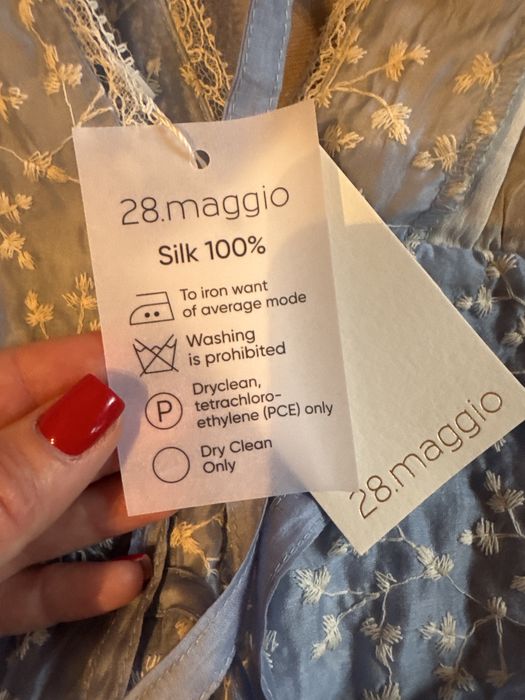 28.maggio
Silk 100%
To iron want
of average mode
Washing
is prohibited
P
Dryclean,
tetrachloro-
ethylene (PCE) only
Dry Clean
Only
28.maggio